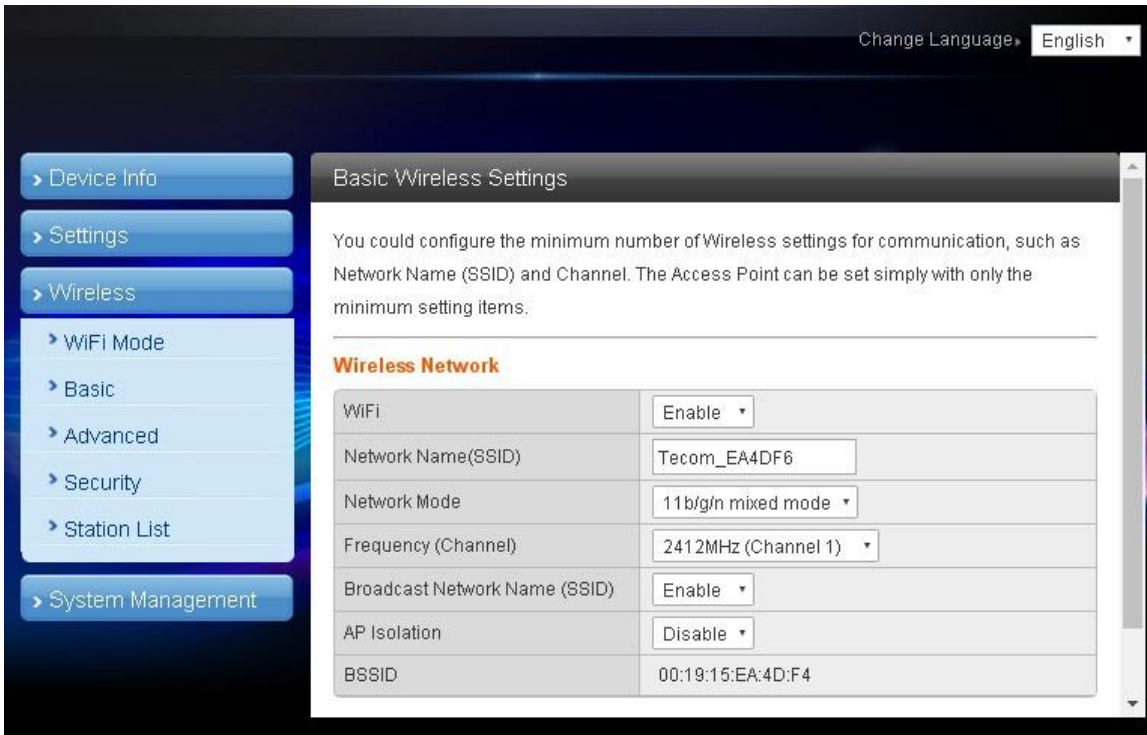 Change Language English
Device Info
Settings
Wireless
WiFi Mode
Basic
Advanced
Security
Station List
System Management
Basic Wireless Settings
You could configure the minimum number of Wireless settings for communication, such as
Network Name (SSID) and Channel. The Access Point can be set simply with only the
minimum setting items.
Wireless Network
WiFi Enable
Network Name(SSID) Tecom_EA4DF6
Network Mode 11b/g/n mixed mode
Frequency (Channel) 2412MHz (Channel 1)
Broadcast Network Name (SSID) Enable
AP Isolation Disable
BSSID 00:19:15:EA:4D:F4